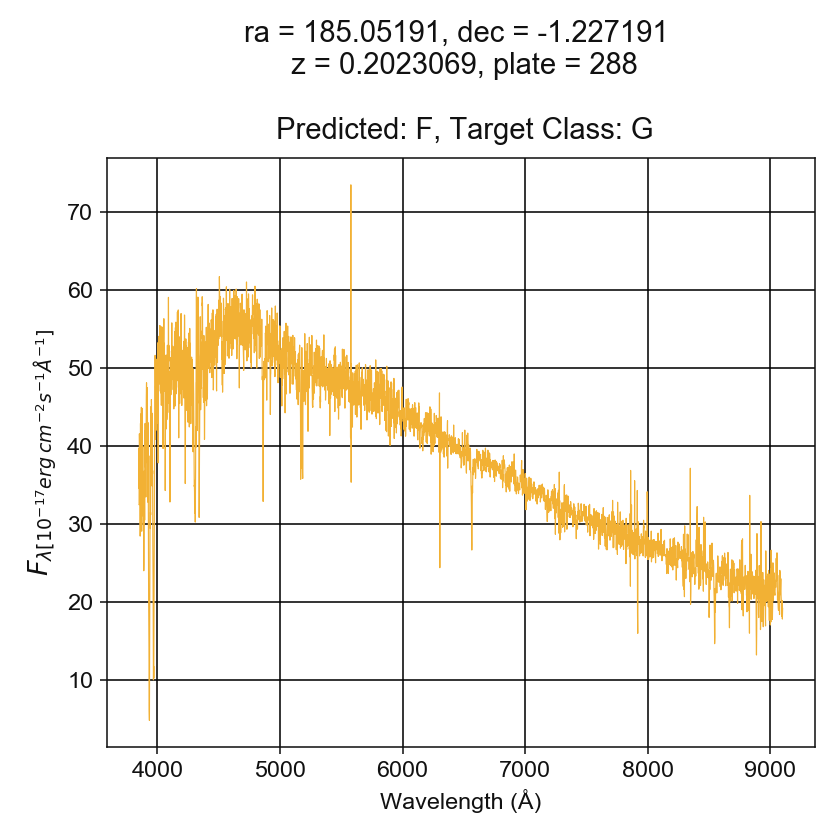 ra = 185.05191, dec = -1.227191
z = 0.2023069, plate = 288
Predicted: F, Target Class: G
F_{λ[10^{-17} erg cm^{-2}s^{-1}Å^{-1}]}
70
60
50
40
30
20
10
4000 5000 6000 7000 8000 9000
Wavelength (Å)